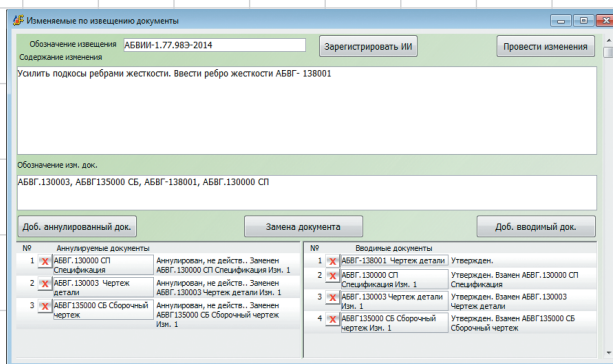 Изменяемые по извещению документы
Обозначение извещения АБВИИ-1.77.98Э-2014 Зарегистрировать ИИ Провести изменения
Содержание изменения
Усилить подкосы ребрами жесткости. Ввести ребро жесткости АБВГ- 138001
Обозначение изм. док.
АБВГ.130003, АБВГ135000 СБ, АБВГ-138001, АБВГ.130000 СП
Доб. аннулированный док. Замена документа Доб. вводимый док.
№ Аннулируемые документы
1 X АБВГ.130000 СП Аннулирован, не действ.. Заменен
Спецификация АБВГ.130000 СП Спецификация Изм. 1
2 X АБВГ.130003 Чертеж Аннулирован, не действ.. Заменен
детали АБВГ.130003 Чертеж детали Изм. 1
3 X АБВГ135000 СБ Сборочный Аннулирован, не действ.. Заменен
чертеж АБВГ135000 СБ Сборочный чертеж
Изм. 1
№ Вводимые документы
1 X АБВГ-138001 Чертеж детали Утвержден.
2 X АБВГ.130000 СП Утвержден. Взамен АБВГ.130000 СП
Спецификация Изм. 1 Спецификация
3 X АБВГ.130003 Чертеж детали Утвержден. Взамен АБВГ.130003
Изм. 1 Чертеж детали
4 X АБВГ135000 СБ Сборочный Утвержден. Взамен АБВГ135000 СБ
чертеж Изм. 1 Сборочный чертеж